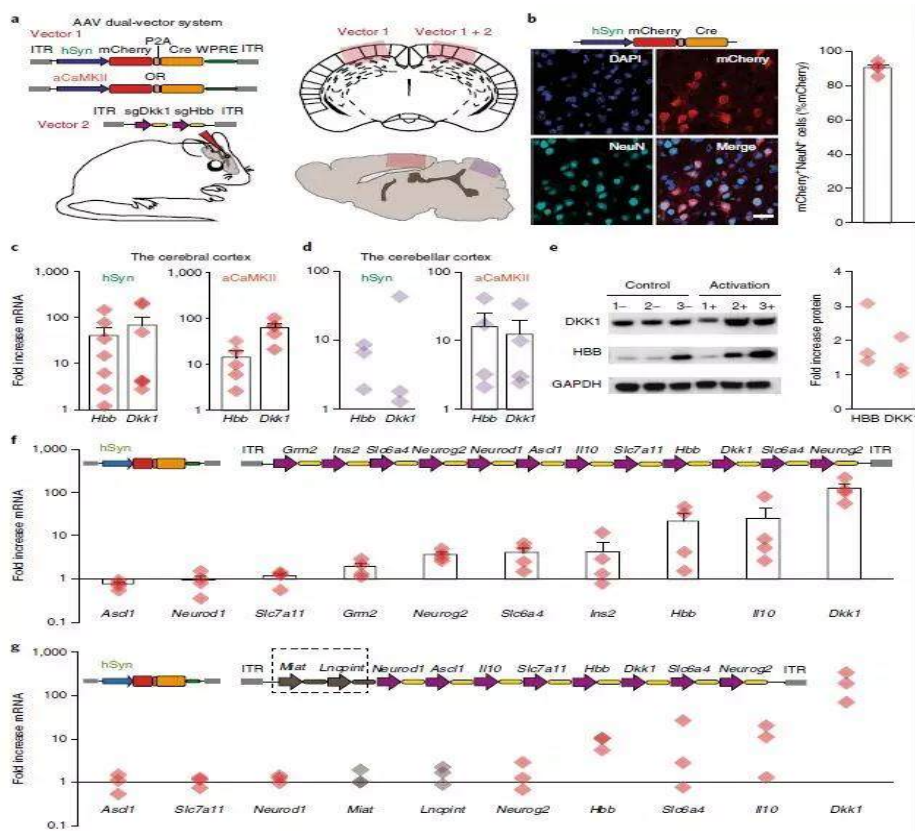 a
AAV dual-vector system
Vector 1
P2A
ITR hSyn mCherry Cre WPRE ITR
aCaMKII OR
ITR sgDkk1 sgHbb ITR
Vector 2
Vector 1 Vector 1 + 2
b
hSyn mCherry Cre
DAPI mCherry
NeuN Merge
mCherry+NeuN+ cells (%mCherry)
100
80
60
40
20
0
c
The cerebral cortex
hSyn aCaMKII
Fold increase mRNA
1,000 1,000
100 100
10 10
1 1
Hbb Dkk1 Hbb Dkk1
d
The cerebellar cortex
hSyn aCaMKII
100 100
10 10
1 1
Hbb Dkk1 Hbb Dkk1
e
Control Activation
1– 2– 3– 1+ 2+ 3+
DKK1
HBB
GAPDH
Fold increase protein
4
3
2
1
0
HBB DKK1
f
hSyn
ITR Grm2 Ins2 Slc6a4 Neurog2 Neurod1 Ascl1 Il10 Slc7a11 Hbb Dkk1 Slc6a4 Neurog2 ITR
Fold increase mRNA
1,000
100
10
1
0.1
Ascl1 Neurod1 Slc7a11 Grm2 Neurog2 Slc6a4 Ins2 Hbb Il10 Dkk1
g
hSyn
ITR Miat Lncpint Neurod1 Ascl1 Il10 Slc7a11 Hbb Dkk1 Slc6a4 Neurog2 ITR
Fold increase mRNA
1,000
100
10
1
0.1
Ascl1 Slc7a11 Neurod1 Miat Lncpint Neurog2 Hbb Slc6a4 Il10 Dkk1